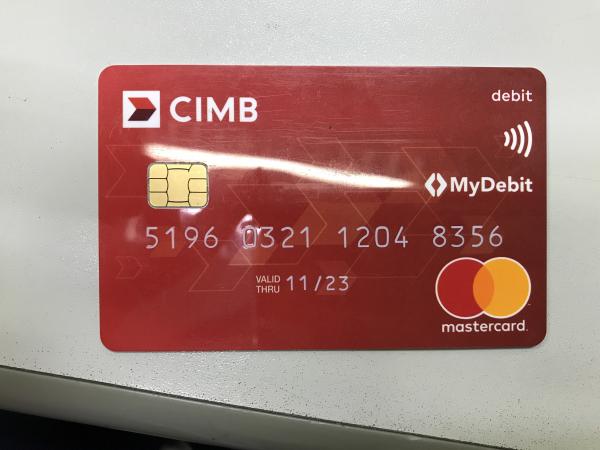 CIMB
debit
MyDebit
5196 0321 1204 8356
VALID THRU 11/23
mastercard.